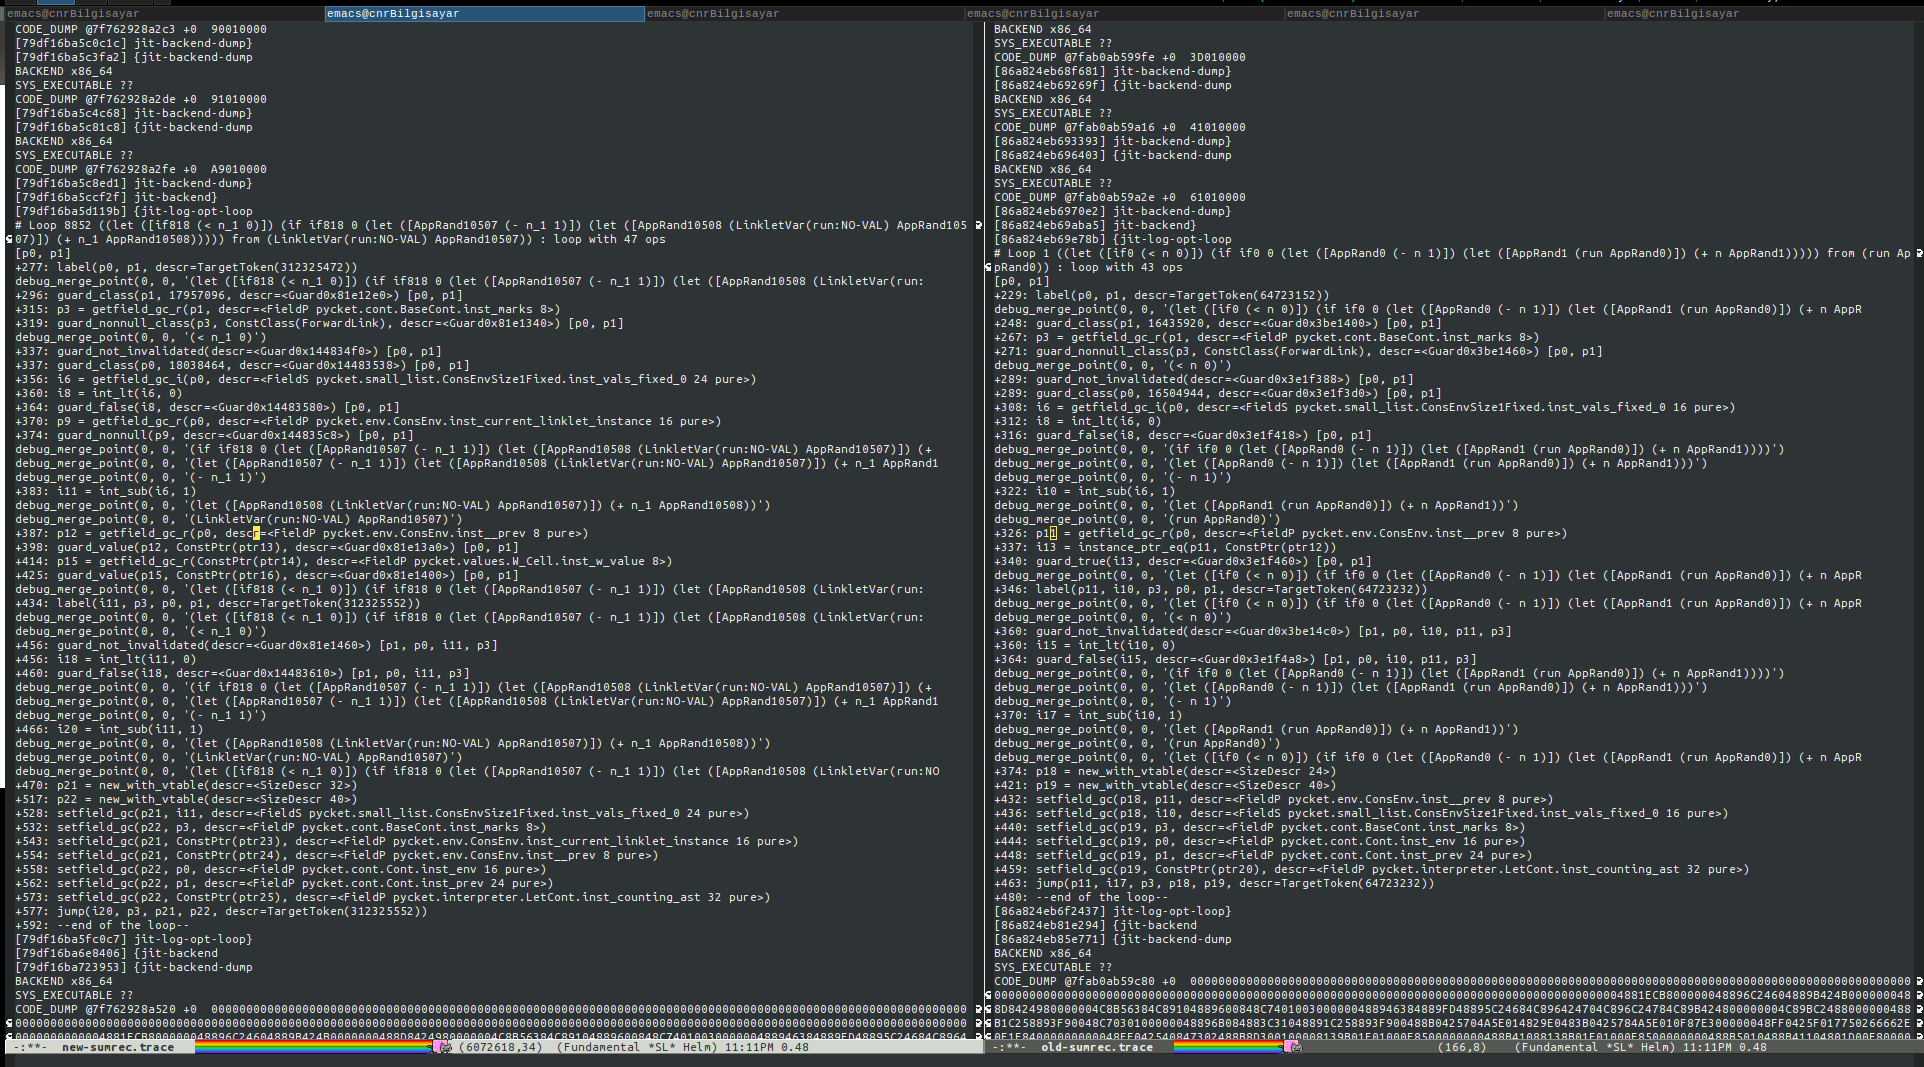 emacs@cnrBilgisayar emacs@cnrBilgisayar emacs@cnrBilgisayar emacs@cnrBilgisayar emacs@cnrBilgisayar emacs@cnrBilgisayar
CODE_DUMP @7f762928a2c3 +0  90010000
[79df16ba5c0c1c] jit-backend-dump}
[79df16ba5c3fa2] {jit-backend-dump
BACKEND x86_64
SYS_EXECUTABLE ??
CODE_DUMP @7f762928a2de +0  91010000
[79df16ba5c4c68] jit-backend-dump}
[79df16ba5c81c8] {jit-backend-dump
BACKEND x86_64
SYS_EXECUTABLE ??
CODE_DUMP @7f762928a2fe +0  A9010000
[79df16ba5c8ed1] jit-backend-dump}
[79df16ba5ccf2f] jit-backend}
[79df16ba5d119b] {jit-log-opt-loop
# Loop 8852 ((let ([if818 (< n_1 0)]) (if if818 0 (let ([AppRand10507 (- n_1 1)]) (let ([AppRand10508 (LinkletVar(run:NO-VAL) AppRand105
07)]) (+ n_1 AppRand10508))))) from (LinkletVar(run:NO-VAL) AppRand10507)) : loop with 47 ops
[p0, p1]
+277: label(p0, p1, descr=TargetToken(312325472))
debug_merge_point(0, 0, '(let ([if818 (< n_1 0)]) (if if818 0 (let ([AppRand10507 (- n_1 1)]) (let ([AppRand10508 (LinkletVar(run:
+296: guard_class(p1, 17957096, descr=<Guard0x81e12e0>) [p0, p1]
+315: p3 = getfield_gc_r(p1, descr=<FieldP pycket.cont.BaseCont.inst_marks 8>)
+319: guard_nonnull_class(p3, ConstClass(ForwardLink), descr=<Guard0x81e1340>) [p0, p1]
debug_merge_point(0, 0, '(< n_1 0)')
+337: guard_not_invalidated(descr=<Guard0x144834f0>) [p0, p1]
+337: guard_class(p0, 18038464, descr=<Guard0x14483538>) [p0, p1]
+356: i6 = getfield_gc_i(p0, descr=<FieldS pycket.small_list.ConsEnvSize1Fixed.inst_vals_fixed_0 24 pure>)
+360: i8 = int_lt(i6, 0)
+364: guard_false(i8, descr=<Guard0x14483580>) [p0, p1]
+370: p9 = getfield_gc_r(p0, descr=<FieldP pycket.env.ConsEnv.inst_current_linklet_instance 16 pure>)
+374: guard_nonnull(p9, descr=<Guard0x144835c8>) [p0, p1]
debug_merge_point(0, 0, '(if if818 0 (let ([AppRand10507 (- n_1 1)]) (let ([AppRand10508 (LinkletVar(run:NO-VAL) AppRand10507)]) (+
debug_merge_point(0, 0, '(let ([AppRand10507 (- n_1 1)]) (let ([AppRand10508 (LinkletVar(run:NO-VAL) AppRand10507)]) (+ n_1 AppRand1
debug_merge_point(0, 0, '(- n_1 1)')
+383: i11 = int_sub(i6, 1)
debug_merge_point(0, 0, '(let ([AppRand10508 (LinkletVar(run:NO-VAL) AppRand10507)]) (+ n_1 AppRand10508))')
debug_merge_point(0, 0, '(LinkletVar(run:NO-VAL) AppRand10507)')
+387: p12 = getfield_gc_r(p0, descr=<FieldP pycket.env.ConsEnv.inst__prev 8 pure>)
+398: guard_value(p12, ConstPtr(ptr13), descr=<Guard0x81e13a0>) [p0, p1]
+414: p15 = getfield_gc_r(ConstPtr(ptr14), descr=<FieldP pycket.values.W_Cell.inst_w_value 8>)
+425: guard_value(p15, ConstPtr(ptr16), descr=<Guard0x81e1400>) [p0, p1]
debug_merge_point(0, 0, '(let ([if818 (< n_1 0)]) (if if818 0 (let ([AppRand10507 (- n_1 1)]) (let ([AppRand10508 (LinkletVar(run:
+434: label(i11, p3, p0, p1, descr=TargetToken(312325552))
debug_merge_point(0, 0, '(let ([if818 (< n_1 0)]) (if if818 0 (let ([AppRand10507 (- n_1 1)]) (let ([AppRand10508 (LinkletVar(run:
debug_merge_point(0, 0, '(< n_1 0)')
+456: guard_not_invalidated(descr=<Guard0x81e1460>) [p1, p0, i11, p3]
+456: i18 = int_lt(i11, 0)
+460: guard_false(i18, descr=<Guard0x14483610>) [p1, p0, i11, p3]
debug_merge_point(0, 0, '(if if818 0 (let ([AppRand10507 (- n_1 1)]) (let ([AppRand10508 (LinkletVar(run:NO-VAL) AppRand10507)]) (+
debug_merge_point(0, 0, '(let ([AppRand10507 (- n_1 1)]) (let ([AppRand10508 (LinkletVar(run:NO-VAL) AppRand10507)]) (+ n_1 AppRand1
debug_merge_point(0, 0, '(- n_1 1)')
+466: i20 = int_sub(i11, 1)
debug_merge_point(0, 0, '(let ([AppRand10508 (LinkletVar(run:NO-VAL) AppRand10507)]) (+ n_1 AppRand10508))')
debug_merge_point(0, 0, '(LinkletVar(run:NO-VAL) AppRand10507)')
debug_merge_point(0, 0, '(let ([if818 (< n_1 0)]) (if if818 0 (let ([AppRand10507 (- n_1 1)]) (let ([AppRand10508 (LinkletVar(run:NO
+470: p21 = new_with_vtable(descr=<SizeDescr 32>)
+517: p22 = new_with_vtable(descr=<SizeDescr 40>)
+528: setfield_gc(p21, i11, descr=<FieldS pycket.small_list.ConsEnvSize1Fixed.inst_vals_fixed_0 24 pure>)
+532: setfield_gc(p22, p3, descr=<FieldP pycket.cont.BaseCont.inst_marks 8>)
+543: setfield_gc(p21, ConstPtr(ptr23), descr=<FieldP pycket.env.ConsEnv.inst_current_linklet_instance 16 pure>)
+554: setfield_gc(p21, ConstPtr(ptr24), descr=<FieldP pycket.env.ConsEnv.inst__prev 8 pure>)
+558: setfield_gc(p22, p0, descr=<FieldP pycket.cont.Cont.inst_env 16 pure>)
+562: setfield_gc(p22, p1, descr=<FieldP pycket.cont.Cont.inst_prev 24 pure>)
+573: setfield_gc(p22, ConstPtr(ptr25), descr=<FieldP pycket.interpreter.LetCont.inst_counting_ast 32 pure>)
+577: jump(i20, p3, p21, p22, descr=TargetToken(312325552))
+592: --end of the loop--
[79df16ba5fc0c7] jit-log-opt-loop}
[79df16ba6e8406] {jit-backend
[79df16ba723953] {jit-backend-dump
BACKEND x86_64
SYS_EXECUTABLE ??
CODE_DUMP @7f762928a520 +0
-:**-  new-sumrec.trace (6072618,34) (Fundamental *SL* Helm) 11:11PM 0.48
BACKEND x86_64
SYS_EXECUTABLE ??
CODE_DUMP @7fab0ab599fe +0  3D010000
[86a824eb68f681] jit-backend-dump}
[86a824eb69269f] {jit-backend-dump
BACKEND x86_64
SYS_EXECUTABLE ??
CODE_DUMP @7fab0ab59a16 +0  41010000
[86a824eb693393] jit-backend-dump}
[86a824eb696403] {jit-backend-dump
BACKEND x86_64
SYS_EXECUTABLE ??
CODE_DUMP @7fab0ab59a2e +0  61010000
[86a824eb6970e2] jit-backend-dump}
[86a824eb69aba5] jit-backend}
[86a824eb69e78b] {jit-log-opt-loop
# Loop 1 ((let ([if0 (< n 0)]) (if if0 0 (let ([AppRand0 (- n 1)]) (let ([AppRand1 (run AppRand0)]) (+ n AppRand1))))) from (run Ap
pRand0)) : loop with 43 ops
[p0, p1]
+229: label(p0, p1, descr=TargetToken(64723152))
debug_merge_point(0, 0, '(let ([if0 (< n 0)]) (if if0 0 (let ([AppRand0 (- n 1)]) (let ([AppRand1 (run AppRand0)]) (+ n AppR
+248: guard_class(p1, 16435920, descr=<Guard0x3be1400>) [p0, p1]
+267: p3 = getfield_gc_r(p1, descr=<FieldP pycket.cont.BaseCont.inst_marks 8>)
+271: guard_nonnull_class(p3, ConstClass(ForwardLink), descr=<Guard0x3be1460>) [p0, p1]
debug_merge_point(0, 0, '(< n 0)')
+289: guard_not_invalidated(descr=<Guard0x3e1f388>) [p0, p1]
+289: guard_class(p0, 16504944, descr=<Guard0x3e1f3d0>) [p0, p1]
+308: i6 = getfield_gc_i(p0, descr=<FieldS pycket.small_list.ConsEnvSize1Fixed.inst_vals_fixed_0 16 pure>)
+312: i8 = int_lt(i6, 0)
+316: guard_false(i8, descr=<Guard0x3e1f418>) [p0, p1]
debug_merge_point(0, 0, '(if if0 0 (let ([AppRand0 (- n 1)]) (let ([AppRand1 (run AppRand0)]) (+ n AppRand1))))')
debug_merge_point(0, 0, '(let ([AppRand0 (- n 1)]) (let ([AppRand1 (run AppRand0)]) (+ n AppRand1)))')
debug_merge_point(0, 0, '(- n 1)')
+322: i10 = int_sub(i6, 1)
debug_merge_point(0, 0, '(let ([AppRand1 (run AppRand0)]) (+ n AppRand1))')
debug_merge_point(0, 0, '(run AppRand0)')
+326: p11 = getfield_gc_r(p0, descr=<FieldP pycket.env.ConsEnv.inst__prev 8 pure>)
+337: i13 = instance_ptr_eq(p11, ConstPtr(ptr12))
+340: guard_true(i13, descr=<Guard0x3e1f460>) [p0, p1]
debug_merge_point(0, 0, '(let ([if0 (< n 0)]) (if if0 0 (let ([AppRand0 (- n 1)]) (let ([AppRand1 (run AppRand0)]) (+ n AppR
+346: label(p11, i10, p3, p0, p1, descr=TargetToken(64723232))
debug_merge_point(0, 0, '(let ([if0 (< n 0)]) (if if0 0 (let ([AppRand0 (- n 1)]) (let ([AppRand1 (run AppRand0)]) (+ n AppR
debug_merge_point(0, 0, '(< n 0)')
+360: guard_not_invalidated(descr=<Guard0x3be14c0>) [p1, p0, i10, p11, p3]
+360: i15 = int_lt(i10, 0)
+364: guard_false(i15, descr=<Guard0x3e1f4a8>) [p1, p0, i10, p11, p3]
debug_merge_point(0, 0, '(if if0 0 (let ([AppRand0 (- n 1)]) (let ([AppRand1 (run AppRand0)]) (+ n AppRand1))))')
debug_merge_point(0, 0, '(let ([AppRand0 (- n 1)]) (let ([AppRand1 (run AppRand0)]) (+ n AppRand1)))')
debug_merge_point(0, 0, '(- n 1)')
+370: i17 = int_sub(i10, 1)
debug_merge_point(0, 0, '(let ([AppRand1 (run AppRand0)]) (+ n AppRand1))')
debug_merge_point(0, 0, '(run AppRand0)')
debug_merge_point(0, 0, '(let ([if0 (< n 0)]) (if if0 0 (let ([AppRand0 (- n 1)]) (let ([AppRand1 (run AppRand0)]) (+ n AppR
+374: p18 = new_with_vtable(descr=<SizeDescr 24>)
+421: p19 = new_with_vtable(descr=<SizeDescr 40>)
+432: setfield_gc(p18, p11, descr=<FieldP pycket.env.ConsEnv.inst__prev 8 pure>)
+436: setfield_gc(p18, i10, descr=<FieldS pycket.small_list.ConsEnvSize1Fixed.inst_vals_fixed_0 16 pure>)
+440: setfield_gc(p19, p3, descr=<FieldP pycket.cont.BaseCont.inst_marks 8>)
+444: setfield_gc(p19, p0, descr=<FieldP pycket.cont.Cont.inst_env 16 pure>)
+448: setfield_gc(p19, p1, descr=<FieldP pycket.cont.Cont.inst_prev 24 pure>)
+459: setfield_gc(p19, ConstPtr(ptr20), descr=<FieldP pycket.interpreter.LetCont.inst_counting_ast 32 pure>)
+463: jump(p11, i17, p3, p18, p19, descr=TargetToken(64723232))
+480: --end of the loop--
[86a824eb6f2437] jit-log-opt-loop}
[86a824eb81e294] {jit-backend
[86a824eb85e771] {jit-backend-dump
BACKEND x86_64
SYS_EXECUTABLE ??
CODE_DUMP @7fab0ab59c80 +0
-:**-  old-sumrec.trace (166,8) (Fundamental *SL* Helm) 11:11PM 0.48